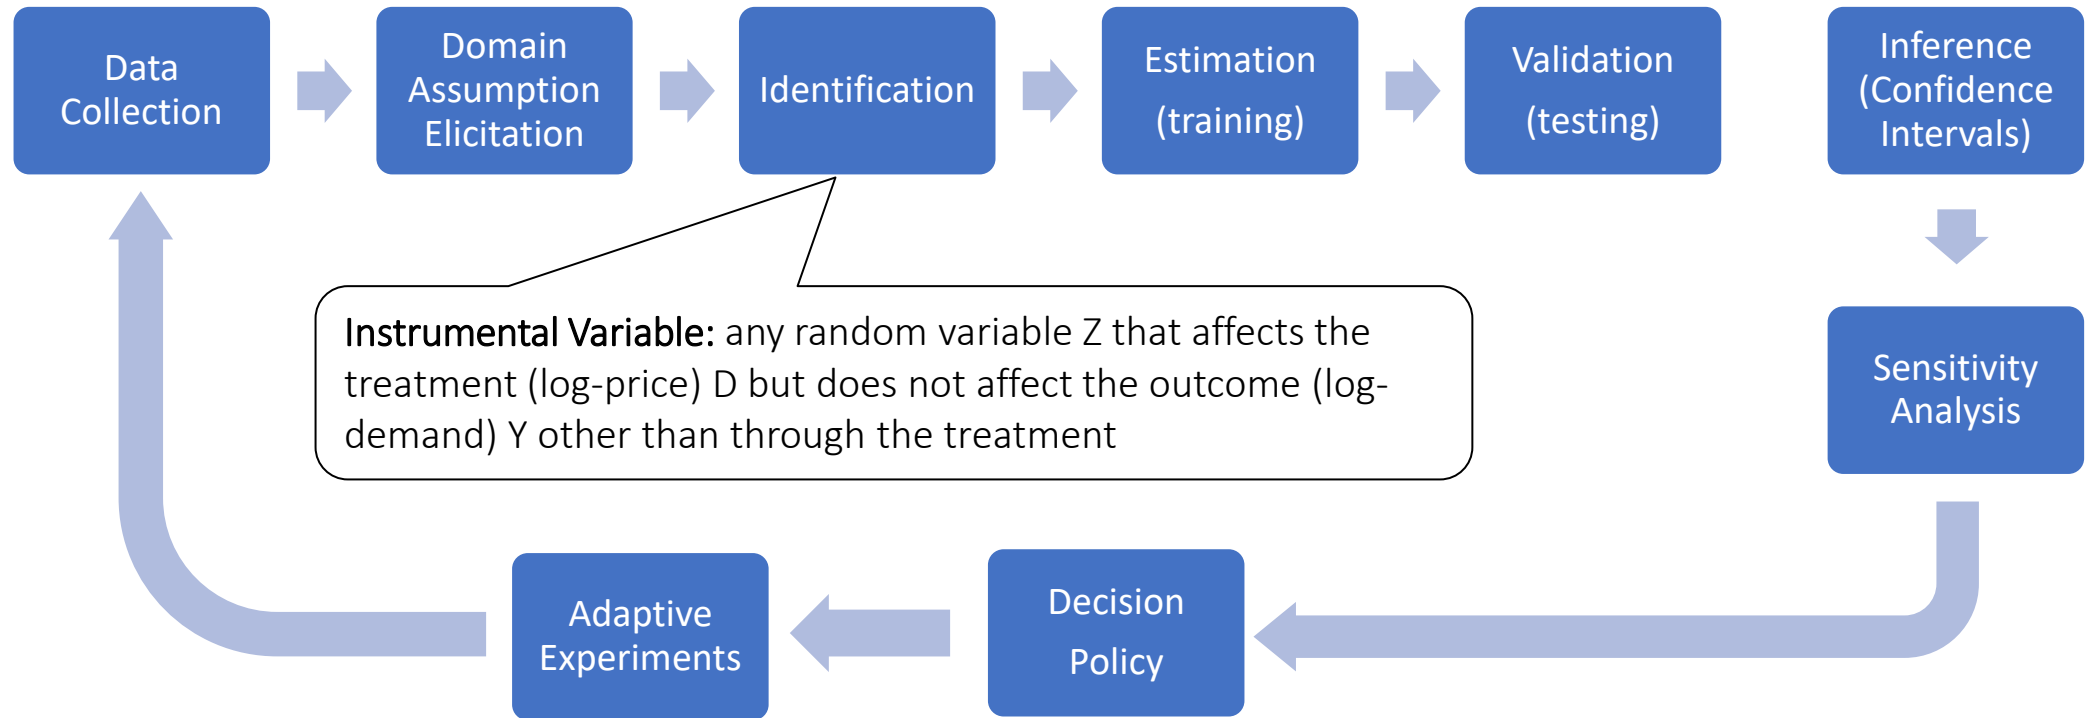 Data
Collection
Domain
Assumption
Elicitation
Identification
Estimation
(training)
Validation
(testing)
Inference
(Confidence
Intervals)
Instrumental Variable: any random variable Z that affects the
treatment (log-price) D but does not affect the outcome (log-
demand) Y other than through the treatment
Sensitivity
Analysis
Adaptive
Experiments
Decision
Policy